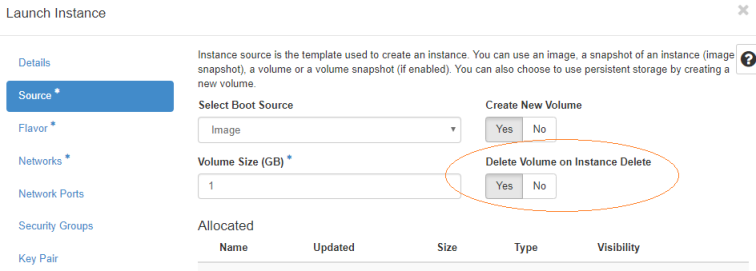 Launch Instance
×
Details
Source *
Flavor *
Networks *
Network Ports
Security Groups
Key Pair
Instance source is the template used to create an instance. You can use an image, a snapshot of an instance (image
snapshot), a volume or a volume snapshot (if enabled). You can also choose to use persistent storage by creating a
new volume.
?
Select Boot Source
Image
Create New Volume
Yes No
Volume Size (GB) *
1
Delete Volume on Instance Delete
Yes No
Allocated
Name Updated Size Type Visibility